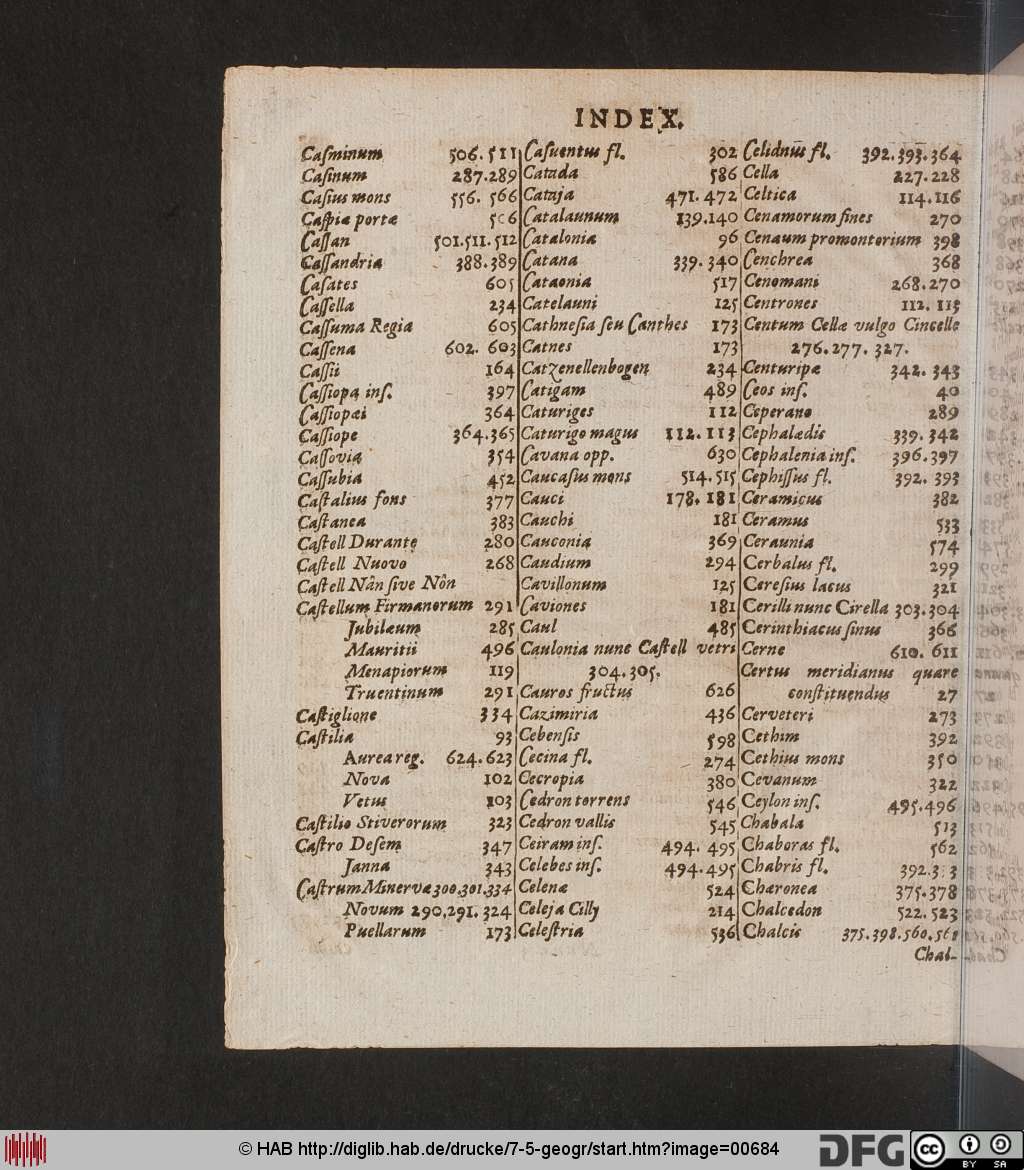 INDEX.
Casminum 506. 511
Casinum 287.289
Casius mons 556. 566
Caspiæ portæ 506
Cassan 501.511.512
Cassandria 388.389
Casates 605
Cassella 234
Cassuma Regia 605
Cassena 602. 603
Cassii 164
Cassiopa ins. 397
Cassiopæi 364
Cassiope 364.365
Cassovia 354
Cassubia 452
Castalius fons 377
Castanea 383
Castell Durante 280
Castell Nuovo 268
Castell Nân sive Nôn
Castellum Firmanorum 291
Jubilæum 285
Mauritii 496
Menapiorum 119
Truentinum 291
Castiglione 334
Castilia 93
Aurea reg. 624.623
Nova 102
Vetus 103
Castilio Stiverorum 323
Castro Desem 347
Janna 343
Castrum Minervæ 300.301.334
Novum 290.291. 324
Puellarum 173
Casuentus fl. 302
Catada 586
Cataja 471. 472
Catalaunum 139.140
Catalonia 96
Catana 339. 340
Cataonia 517
Catelauni 125
Cathnesia seu Canthes 173
Catnes 173
Catzenellenbogen 234
Catigam 489
Caturiges 112
Caturigo magus 112. 113
Cavana opp. 630
Caucasius mons 514. 515
Cauci 178. 181
Cauchi 181
Cauconia 369
Caudium 294
Cavillonum 125
Caviones 181
Caul 485
Caulonia nunc Castell vetri
304.305.
Cauros fructus 626
Cazimiria 436
Cebensis 598
Cecina fl. 274
Cecropia 380
Cedron torrens 546
Cedron vallis 545
Ceiram ins. 494. 495
Celebes ins. 494.495
Celenæ 524
Celeja Cilly 214
Celestria 536
Celidnus fl. 392.393.364
Cella 227.228
Celtica 114.116
Cenamorum fines 270
Cenæum promontorium 398
Cenchrea 368
Cenomani 268.270
Centrones 112. 113
Centum Cellæ vulgo Cincelle
276.277. 327.
Centuripæ 342. 343
Ceos ins. 40
Ceperano 289
Cephalædis 339. 342
Cephalenia ins. 396.397
Cephissus fl. 392. 393
Ceramicus 382
Ceramus 533
Ceraunia 574
Cerbalus fl. 299
Ceresius lacus 321
Cerilli nunc Cirella 303.304
Cerinthiacus sinus 366
Cerne 610. 611
Certus meridianus quare
constituendus 27
Cerveteri 273
Cethim 392
Cethius mons 350
Cevanum 322
Ceylon ins. 495.496
Chabala 513
Chaboras fl. 562
Chabris fl.
Chæronea 375.378
Chalcedon 522. 523
Chalcis 375.398.560.561
Chal-
© HAB http://diglib.hab.de/drucke/7-5-geogr/start.htm?image=00684
DFG
cc
BY SA